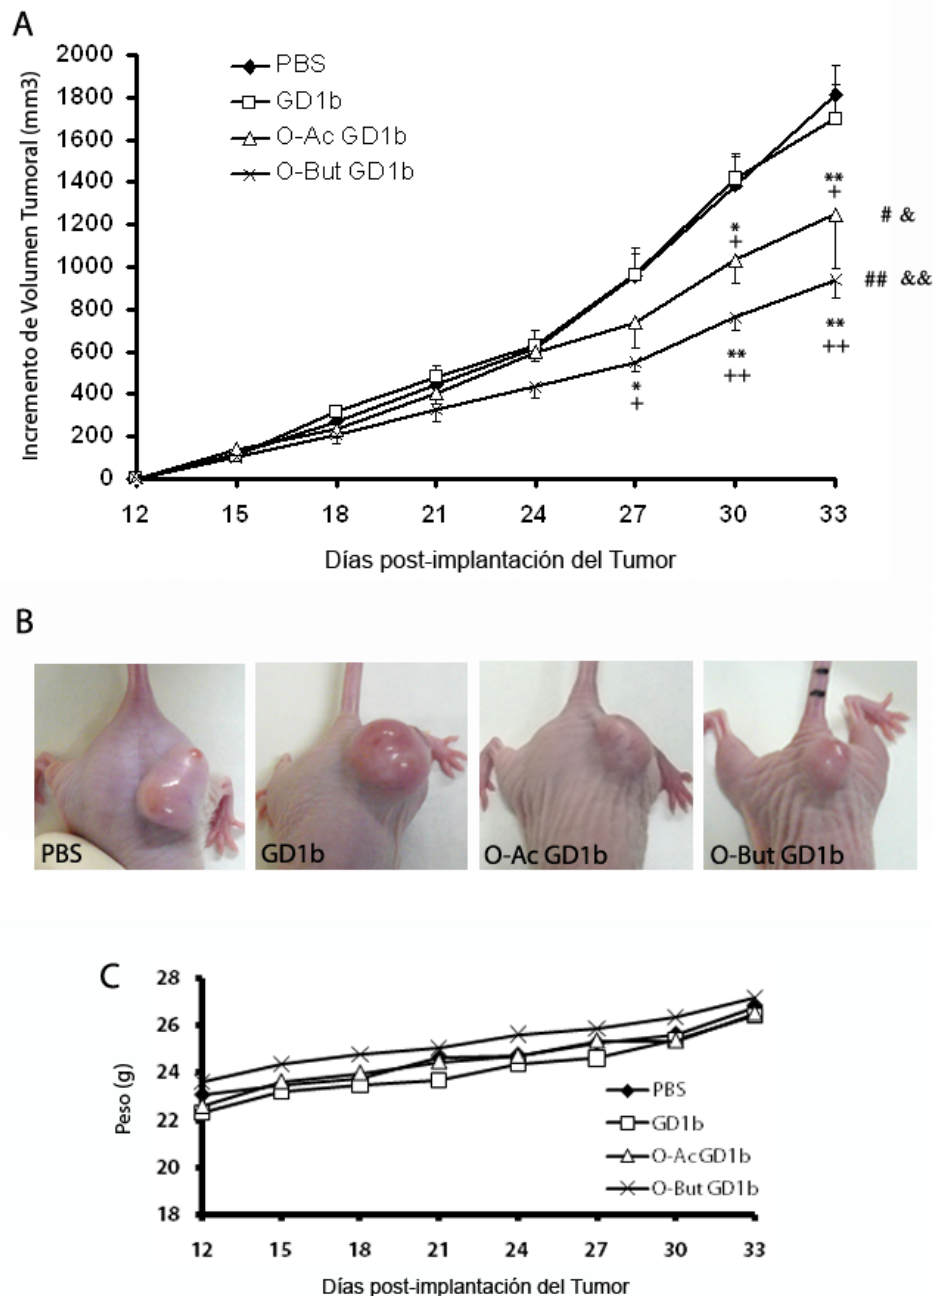 A
Incremento de Volumen Tumoral (mm3)
2000
1800
1600
1400
1200
1000
800
600
400
200
0
PBS
GD1b
O-Ac GD1b
O-But GD1b
**
+
*
+
# &
## &&
**
++
**
++
*
+
12 15 18 21 24 27 30 33
Días post-implantación del Tumor
B
PBS
GD1b
O-Ac GD1b
O-But GD1b
C
Peso (g)
28
26
24
22
20
18
PBS
GD1b
O-AcGD1b
O-But GD1b
12 15 18 21 24 27 30 33
Días post-implantación del Tumor